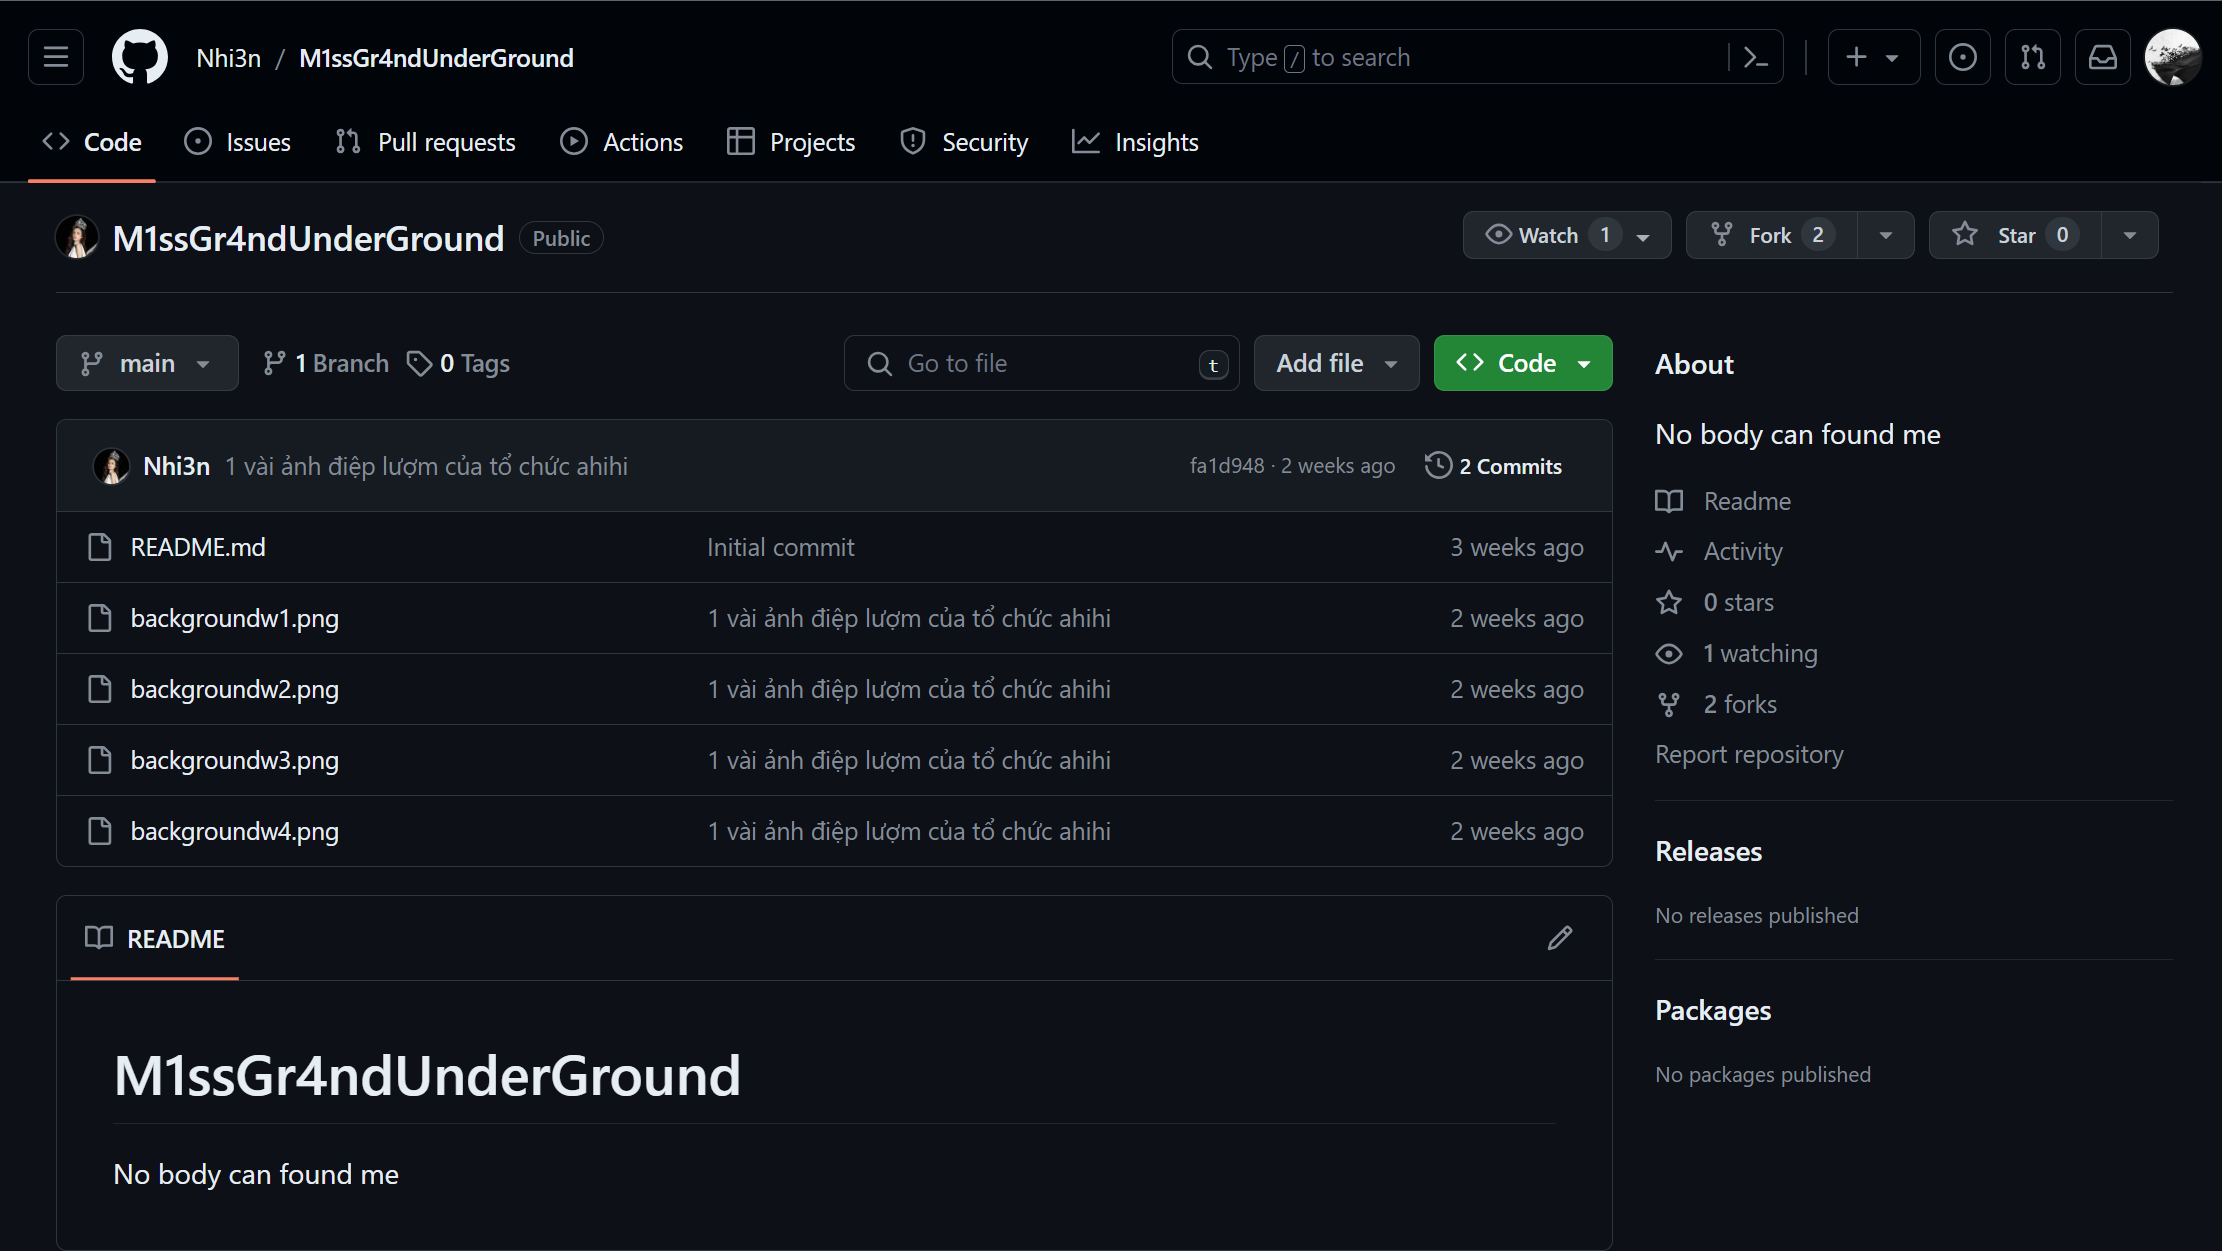 Nhi3n / M1ssGr4ndUnderGround
Type / to search
Code
Issues
Pull requests
Actions
Projects
Security
Insights
M1ssGr4ndUnderGround Public
Watch 1
Fork 2
Star 0
main
1 Branch
0 Tags
Go to file
t
Add file
Code
Nhi3n 1 vài ảnh điệp lượm của tổ chức ahihi fa1d948 · 2 weeks ago 2 Commits
README.md Initial commit 3 weeks ago
backgroundw1.png 1 vài ảnh điệp lượm của tổ chức ahihi 2 weeks ago
backgroundw2.png 1 vài ảnh điệp lượm của tổ chức ahihi 2 weeks ago
backgroundw3.png 1 vài ảnh điệp lượm của tổ chức ahihi 2 weeks ago
backgroundw4.png 1 vài ảnh điệp lượm của tổ chức ahihi 2 weeks ago
README
M1ssGr4ndUnderGround
No body can found me
About
No body can found me
Readme
Activity
0 stars
1 watching
2 forks
Report repository
Releases
No releases published
Packages
No packages published